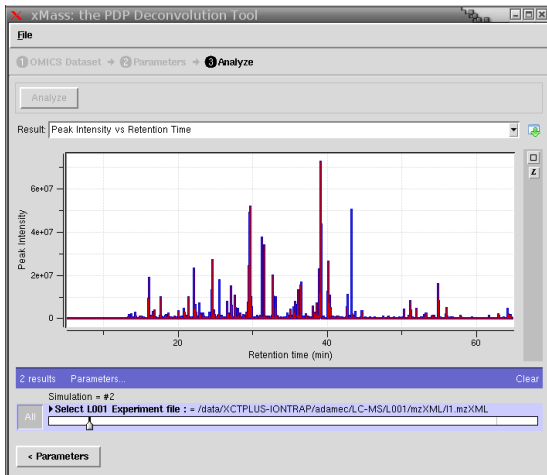 xMass: the PDP Deconvolution Tool
File
1 OMICS Dataset → 2 Parameters → 3 Analyze
Analyze
Result: Peak Intensity vs Retention Time
6e+07
4e+07
2e+07
0
Peak Intensity
20
40
60
Retention time (min)
2 results Parameters... Clear
Simulation = #2
All
Select L001 Experiment file : = /data/XCTPLUS-IONTRAP/adamec/LC-MS/L001/mzXML/I1.mzXML
< Parameters